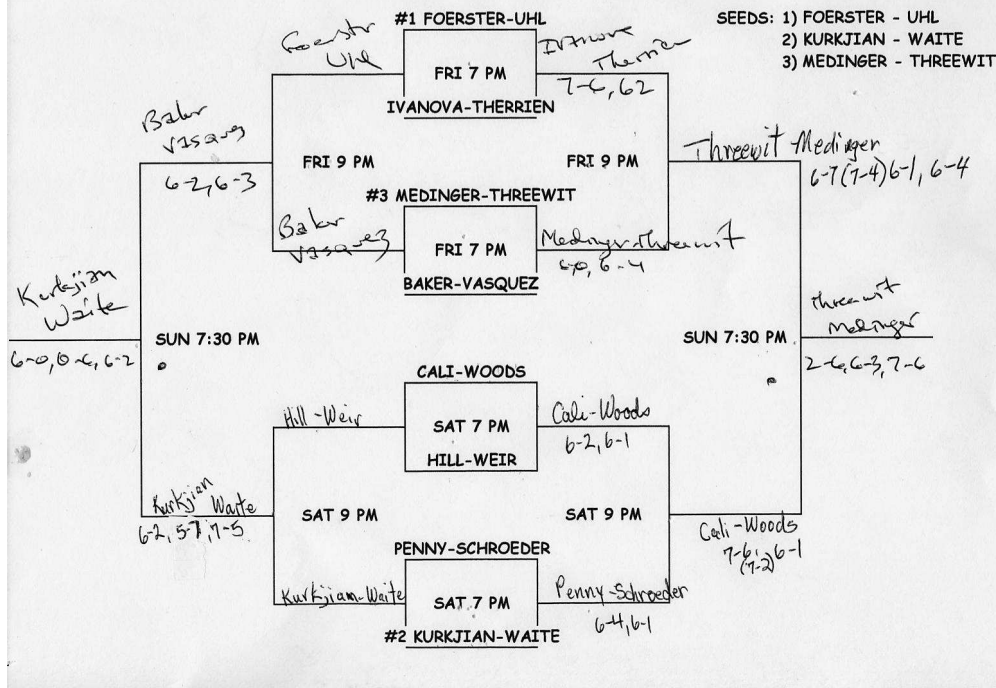 #1 FOERSTER-UHL
SEEDS: 1) FOERSTER - UHL
2) KURKJIAN - WAITE
3) MEDINGER - THREEWIT
Foerstr
Uhl
FRI 7 PM
Ivanova
Therrien
7-6, 62
IVANOVA-THERRIEN
Baker
Vasquez
6-2, 6-3
FRI 9 PM
FRI 9 PM
Threewit-Medinger
6-7(7-4)6-1, 6-4
#3 MEDINGER-THREEWIT
Baker
Vasquez
FRI 7 PM
Medinger-Threewit
6-0, 6-4
BAKER-VASQUEZ
Kurkjian
Waite
6-0, 0-6, 6-2
SUN 7:30 PM
SUN 7:30 PM
Threewit
Medinger
2-6, 6-3, 7-6
CALI-WOODS
Hill-Weir
SAT 7 PM
Cali-Woods
6-2, 6-1
HILL-WEIR
Kurkjian Waite
6-2, 5-7, 7-5
SAT 9 PM
SAT 9 PM
Cali-Woods
7-6, 6-1
(7-2)
PENNY-SCHROEDER
Kurkjian-Waite
SAT 7 PM
Penny-Schroeder
6-4, 6-1
#2 KURKJIAN-WAITE